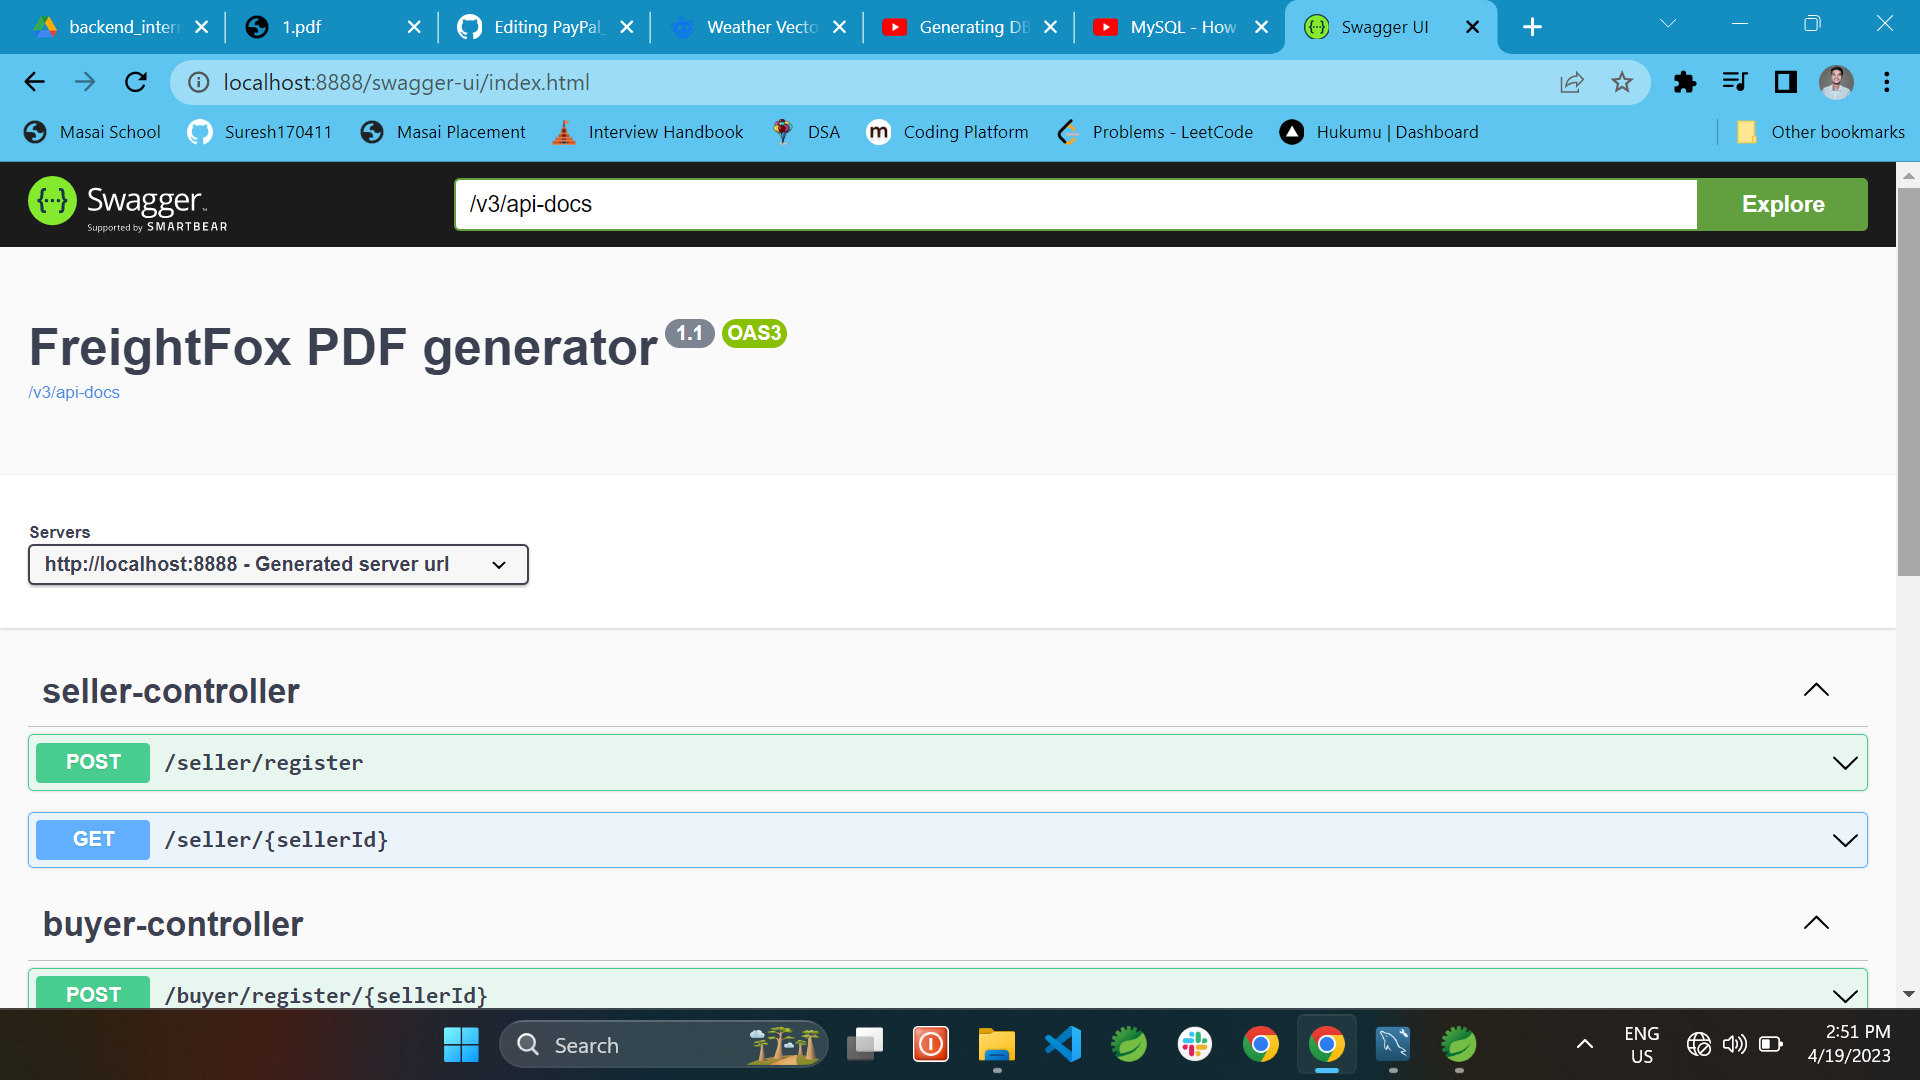 backend_inter
1.pdf
Editing PayPal_
Weather Vecto
Generating DB
MySQL - How
Swagger UI
localhost:8888/swagger-ui/index.html
Masai School
Suresh170411
Masai Placement
Interview Handbook
DSA
m Coding Platform
Problems - LeetCode
Hukumu | Dashboard
Other bookmarks
{···} Swagger™
Supported by SMARTBEAR
/v3/api-docs
Explore
FreightFox PDF generator 1.1 OAS3
/v3/api-docs
Servers
http://localhost:8888 - Generated server url
seller-controller
POST /seller/register
GET /seller/{sellerId}
buyer-controller
POST /buyer/register/{sellerId}
Search
ENG
US
2:51 PM
4/19/2023